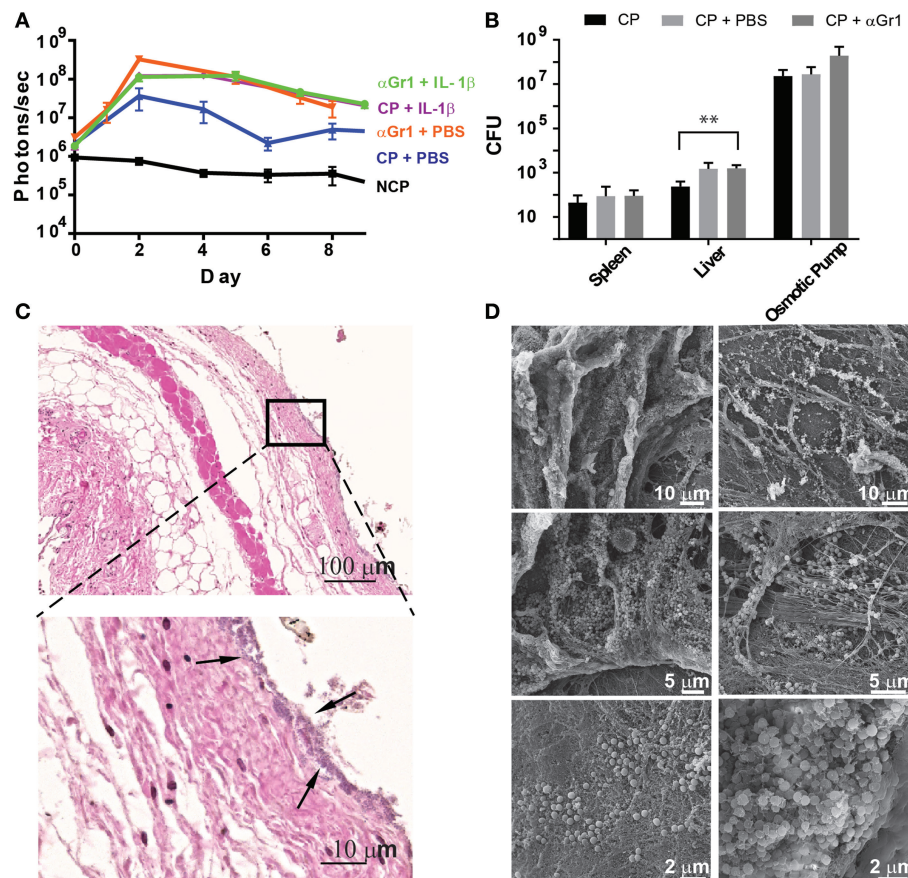 A
Photons/sec
10⁹
10⁸
10⁷
10⁶
10⁵
10⁴
0 2 4 6 8
Day
αGr1 + IL-1β
CP + IL-1β
αGr1 + PBS
CP + PBS
NCP
B
CP CP + PBS CP + αGr1
CFU
10⁹
10⁷
10⁵
10³
10
**
Spleen
Liver
Osmotic Pump
C
100 µm
10 µm
D
10 µm 10 µm
5 µm 5 µm
2 µm 2 µm